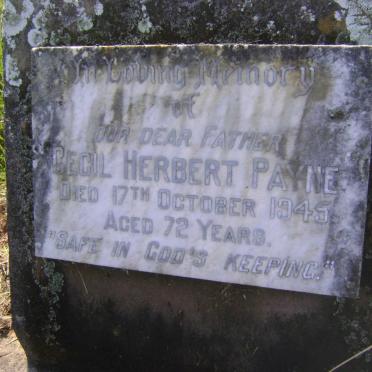 In Loving Memory
of
Our Dear Father
Cecil Herbert Payne
Died 17th October 1945.
Aged 72 Years.
"Safe in God's Keeping."